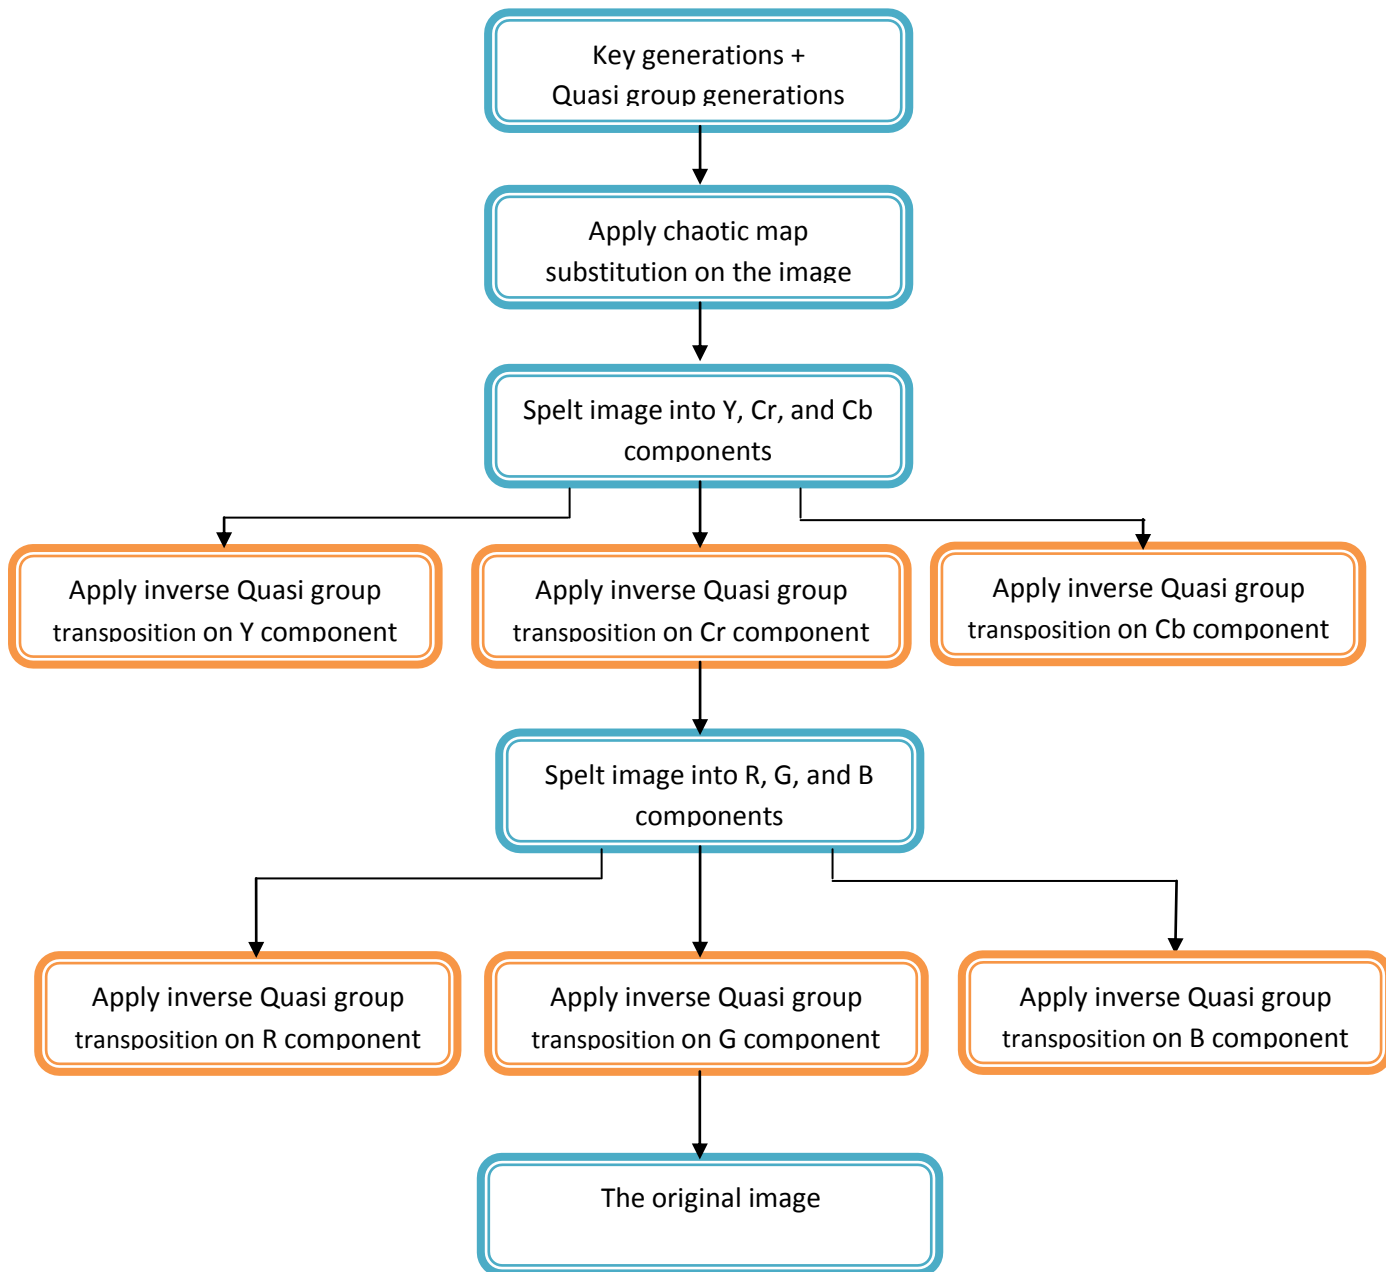 Key generations +
Quasi group generations
Apply chaotic map
substitution on the image
Spelt image into Y, Cr, and Cb
components
Apply inverse Quasi group
transposition on Y component
Apply inverse Quasi group
transposition on Cr component
Apply inverse Quasi group
transposition on Cb component
Spelt image into R, G, and B
components
Apply inverse Quasi group
transposition on R component
Apply inverse Quasi group
transposition on G component
Apply inverse Quasi group
transposition on B component
The original image